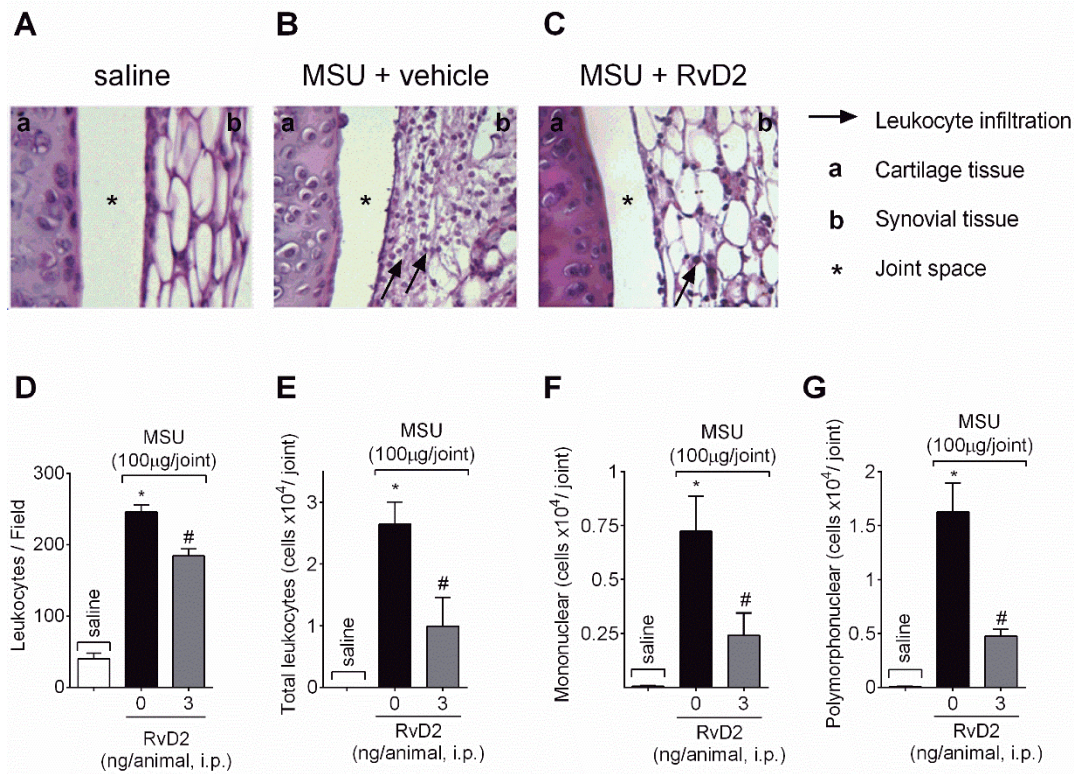 A
saline
a
b
*
B
MSU + vehicle
a
b
*
C
MSU + RvD2
a
b
*
Leukocyte infiltration
a Cartilage tissue
b Synovial tissue
* Joint space
D
MSU
(100µg/joint)
Leukocytes / Field
300
200
100
0
saline
*
#
0 3
RvD2
(ng/animal, i.p.)
E
MSU
(100µg/joint)
Total leukocytes (cells x10⁴/ joint)
3
2
1
0
saline
*
#
0 3
RvD2
(ng/animal, i.p.)
F
MSU
(100µg/joint)
Mononuclear (cells x10⁴/ joint)
1
0.75
0.5
0.25
saline
*
#
0 3
RvD2
(ng/animal, i.p.)
G
MSU
(100µg/joint)
Polymorphonuclear (cells x10⁴/ joint)
2
1.5
1
0.5
0
saline
*
#
0 3
RvD2
(ng/animal, i.p.)